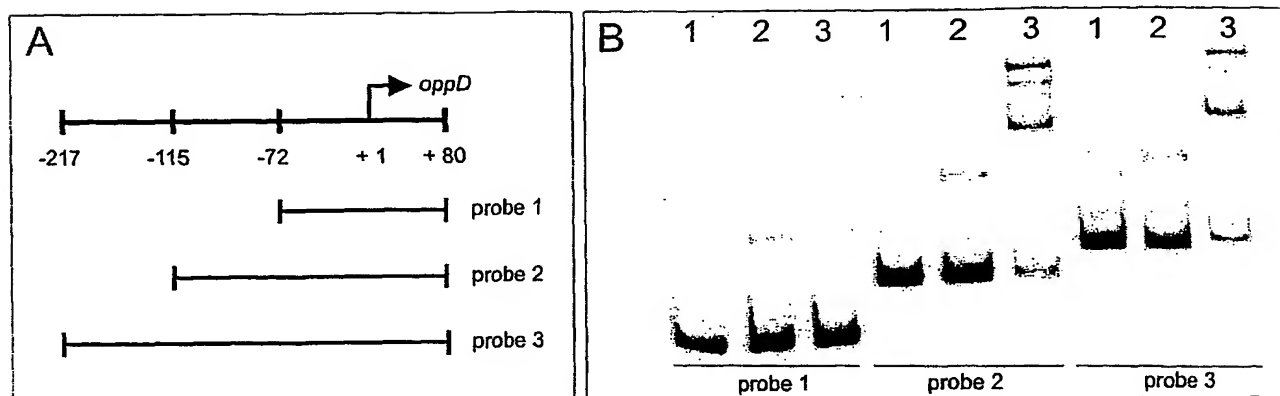 A
oppD
-217 -115 -72 + 1 + 80
probe 1
probe 2
probe 3
B
1 2 3 1 2 3 1 2 3
probe 1 probe 2 probe 3